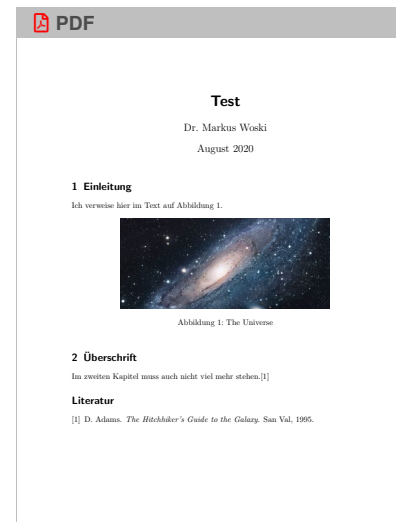 PDF
Test
Dr. Markus Woski
August 2020
1 Einleitung
Ich verweise hier im Text auf Abbildung 1.
Abbildung 1: The Universe
2 Überschrift
Im zweiten Kapitel muss auch nicht viel mehr stehen.[1]
Literatur
[1] D. Adams. The Hitchhiker's Guide to the Galaxy. San Val, 1995.